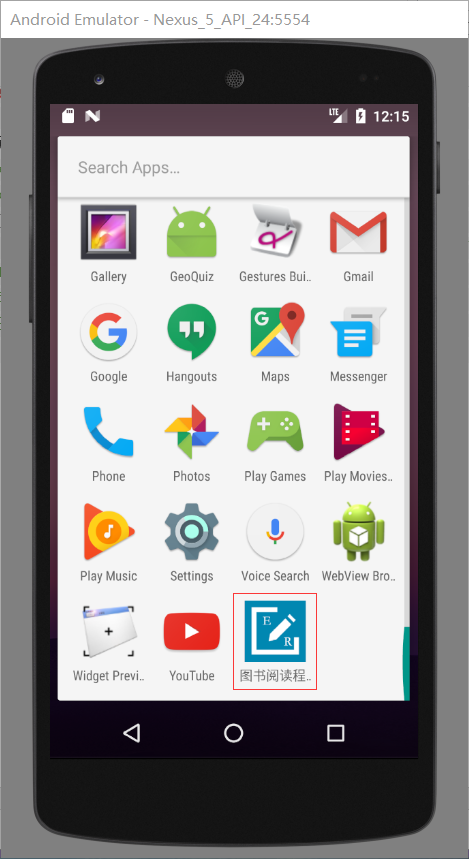 Android Emulator - Nexus_5_API_24:5554
LTE 12:15
Search Apps...
Gallery GeoQuiz Gestures Bui.. Gmail
G
Google Hangouts Maps Messenger
Phone Photos Play Games Play Movies..
Play Music Settings Voice Search WebView Bro..
E
R
Widget Previ.. YouTube 图书阅读程..